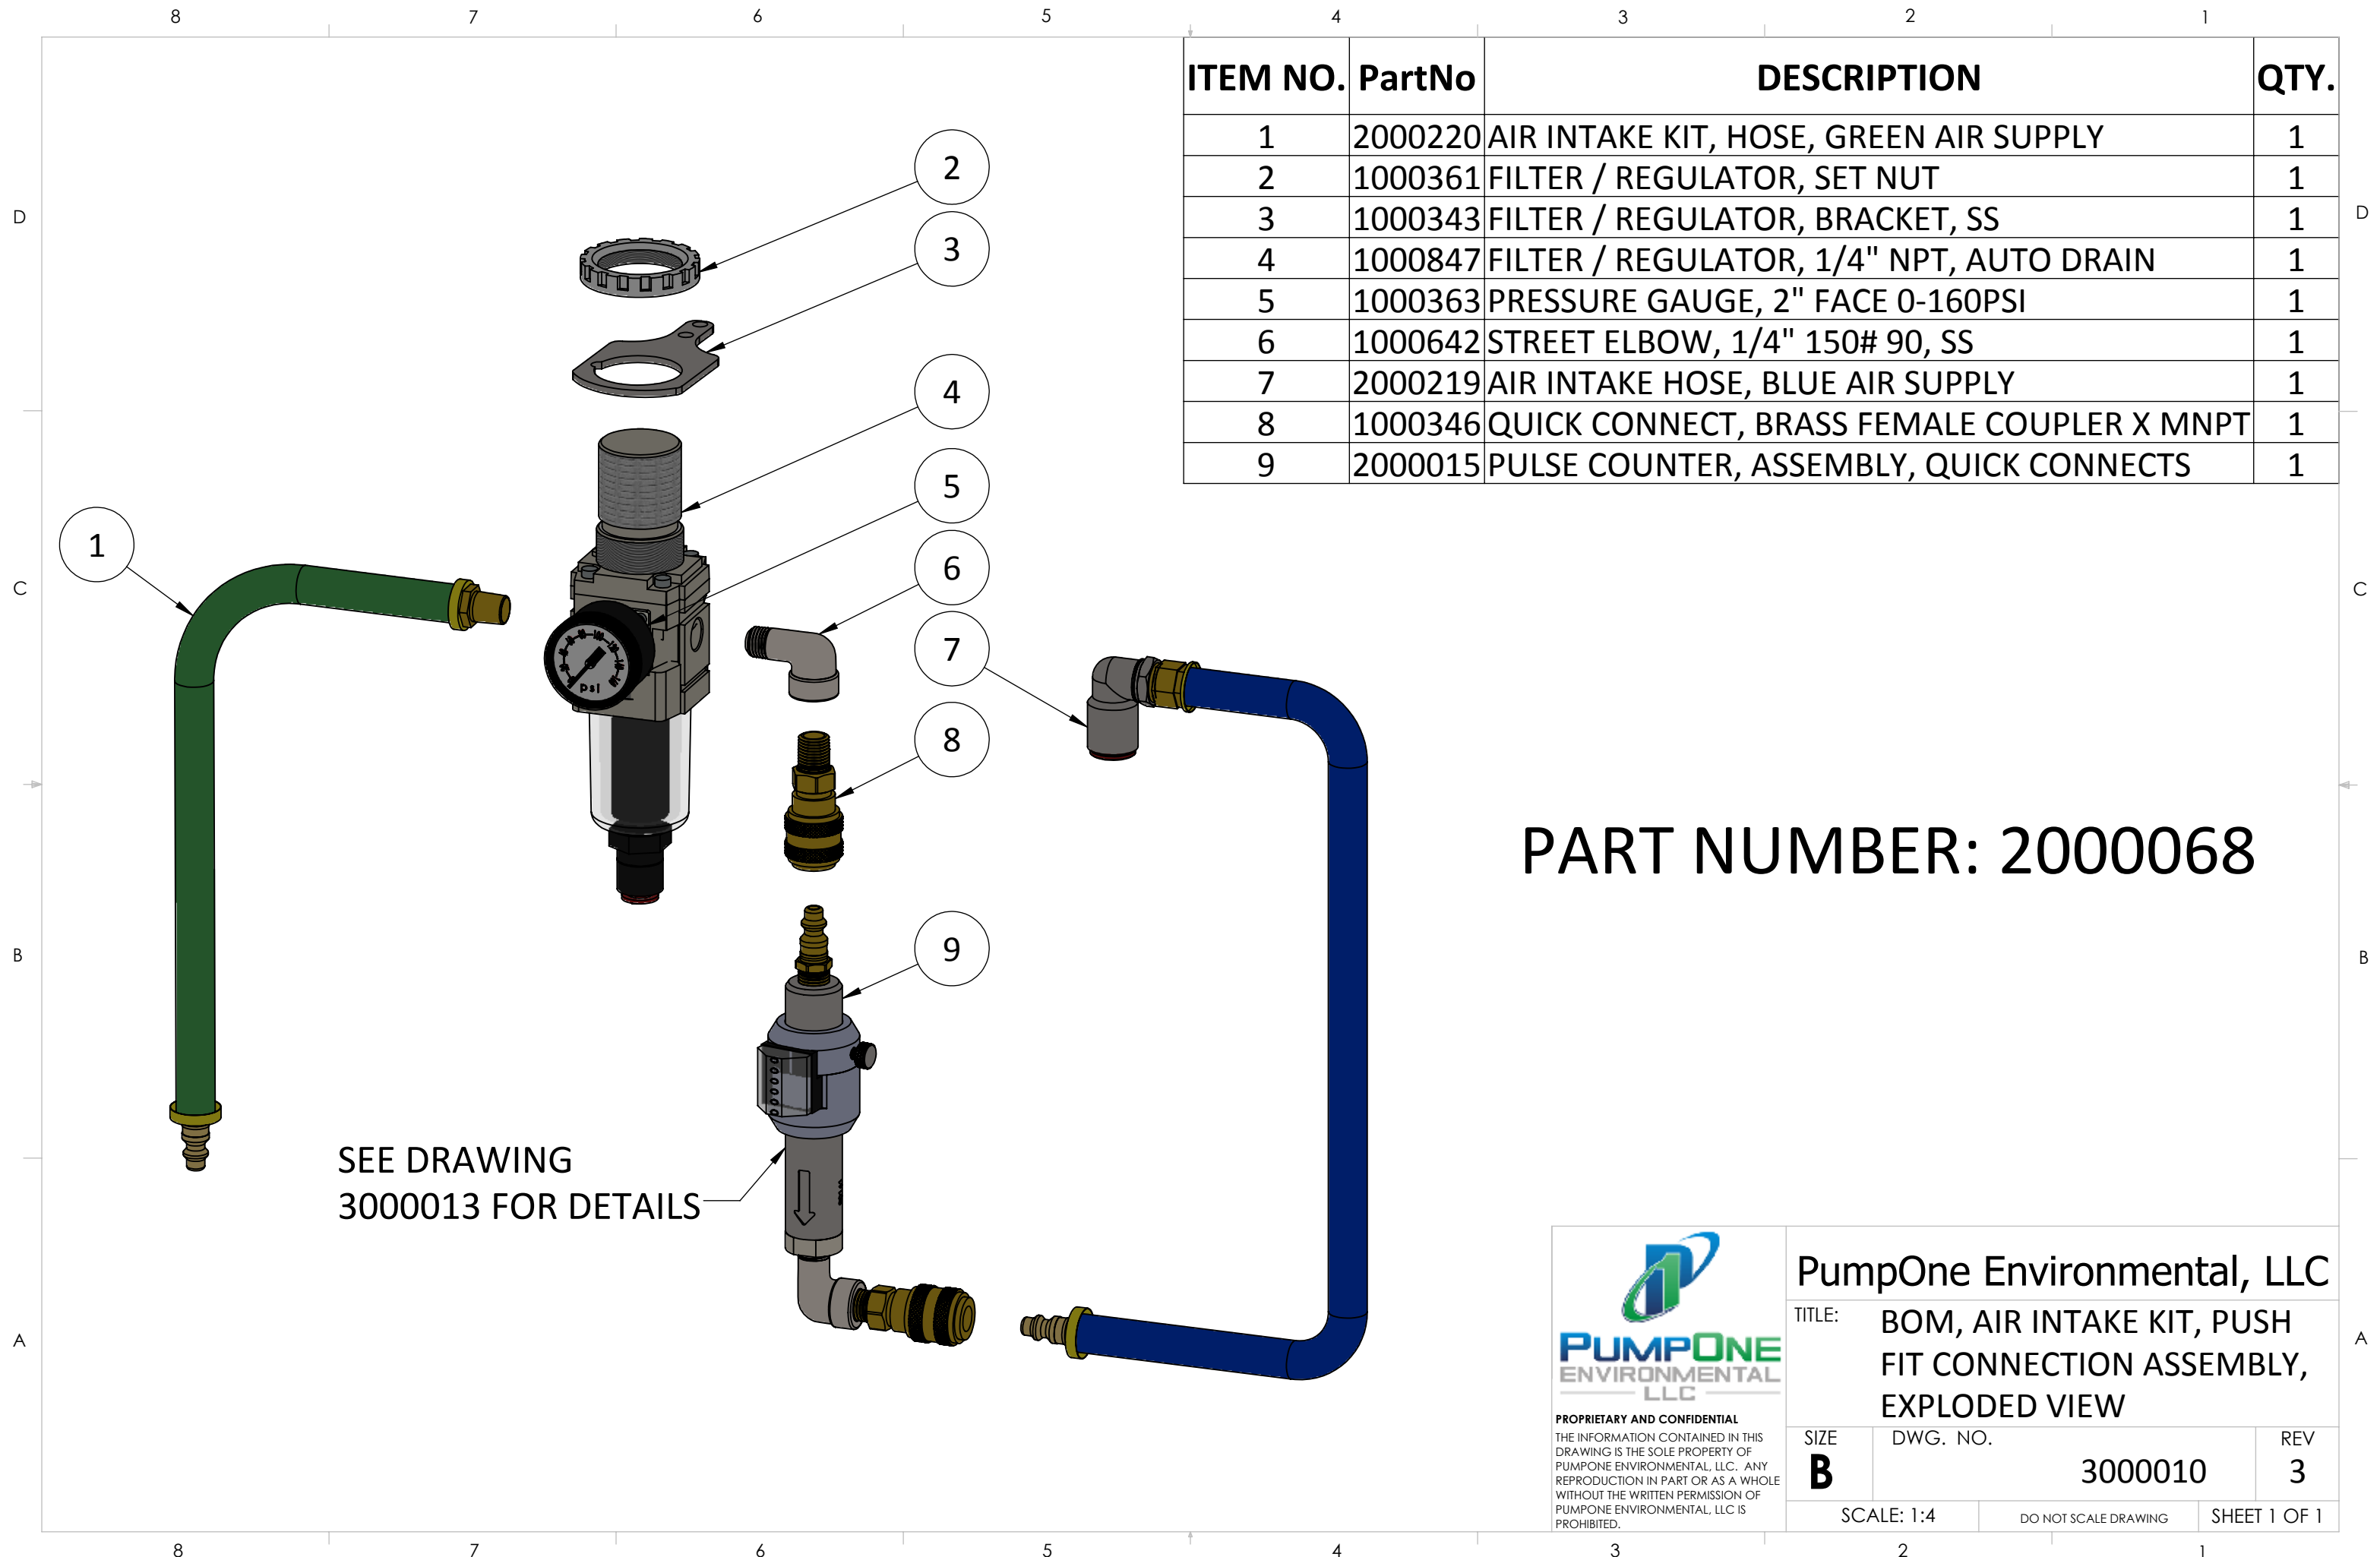 8 7 6 5 4 3 2 1
ITEM NO. PartNo DESCRIPTION QTY.
1 2000220 AIR INTAKE KIT, HOSE, GREEN AIR SUPPLY 1
2 1000361 FILTER / REGULATOR, SET NUT 1
3 1000343 FILTER / REGULATOR, BRACKET, SS 1
4 1000847 FILTER / REGULATOR, 1/4" NPT, AUTO DRAIN 1
5 1000363 PRESSURE GAUGE, 2" FACE 0-160PSI 1
6 1000642 STREET ELBOW, 1/4" 150# 90, SS 1
7 2000219 AIR INTAKE HOSE, BLUE AIR SUPPLY 1
8 1000346 QUICK CONNECT, BRASS FEMALE COUPLER X MNPT 1
9 2000015 PULSE COUNTER, ASSEMBLY, QUICK CONNECTS 1
2
D D
3
4
5
1
6
C C
7
psi
8
PART NUMBER: 2000068
9
B B
SEE DRAWING
3000013 FOR DETAILS
A A
PUMPONE
ENVIRONMENTAL
LLC
PROPRIETARY AND CONFIDENTIAL
THE INFORMATION CONTAINED IN THIS
DRAWING IS THE SOLE PROPERTY OF
PUMPONE ENVIRONMENTAL, LLC. ANY
REPRODUCTION IN PART OR AS A WHOLE
WITHOUT THE WRITTEN PERMISSION OF
PUMPONE ENVIRONMENTAL, LLC IS
PROHIBITED.
PumpOne Environmental, LLC
TITLE: BOM, AIR INTAKE KIT, PUSH
FIT CONNECTION ASSEMBLY,
EXPLODED VIEW
SIZE DWG. NO. REV
B 3000010 3
SCALE: 1:4 DO NOT SCALE DRAWING SHEET 1 OF 1
8 7 6 5 4 3 2 1